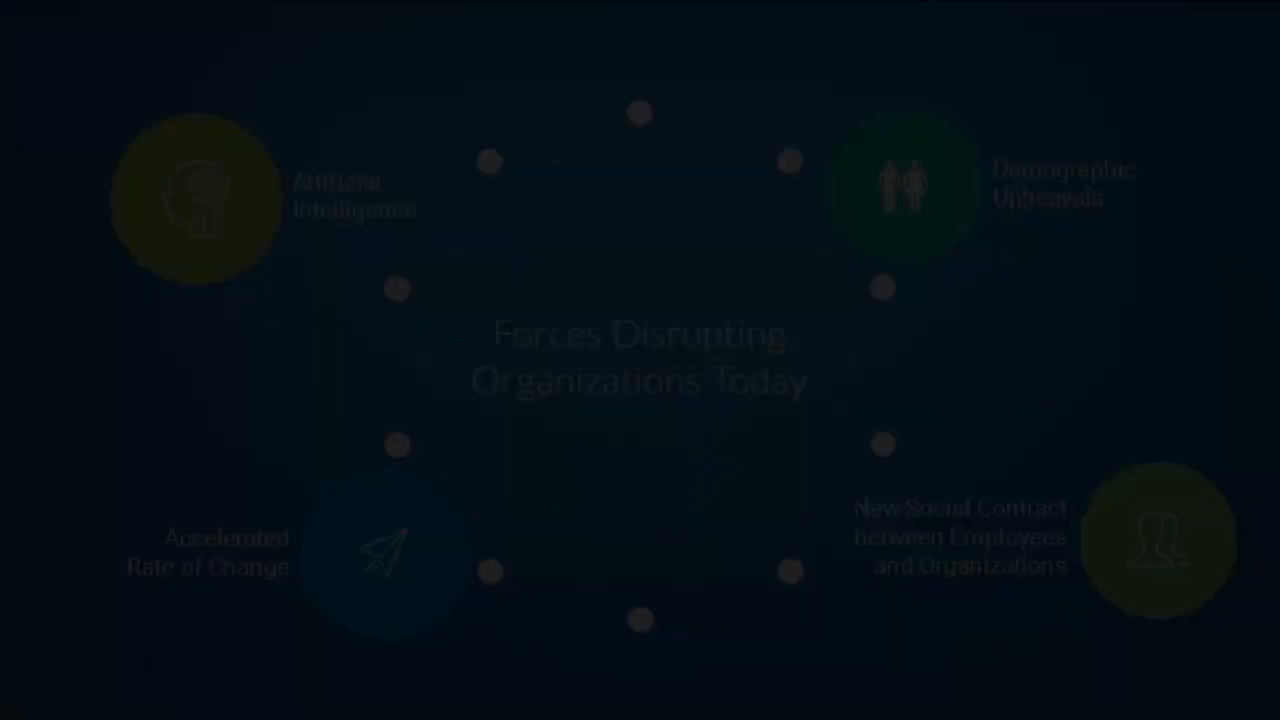 Artificial
Intelligence
Demographic
Upheavals
Forces Disrupting
Organizations Today
Accelerated
Rate of Change
New Social Contract
between Employees
and Organizations